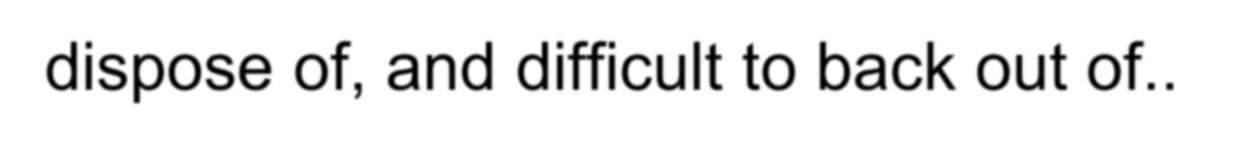 dispose of, and difficult to back out of..